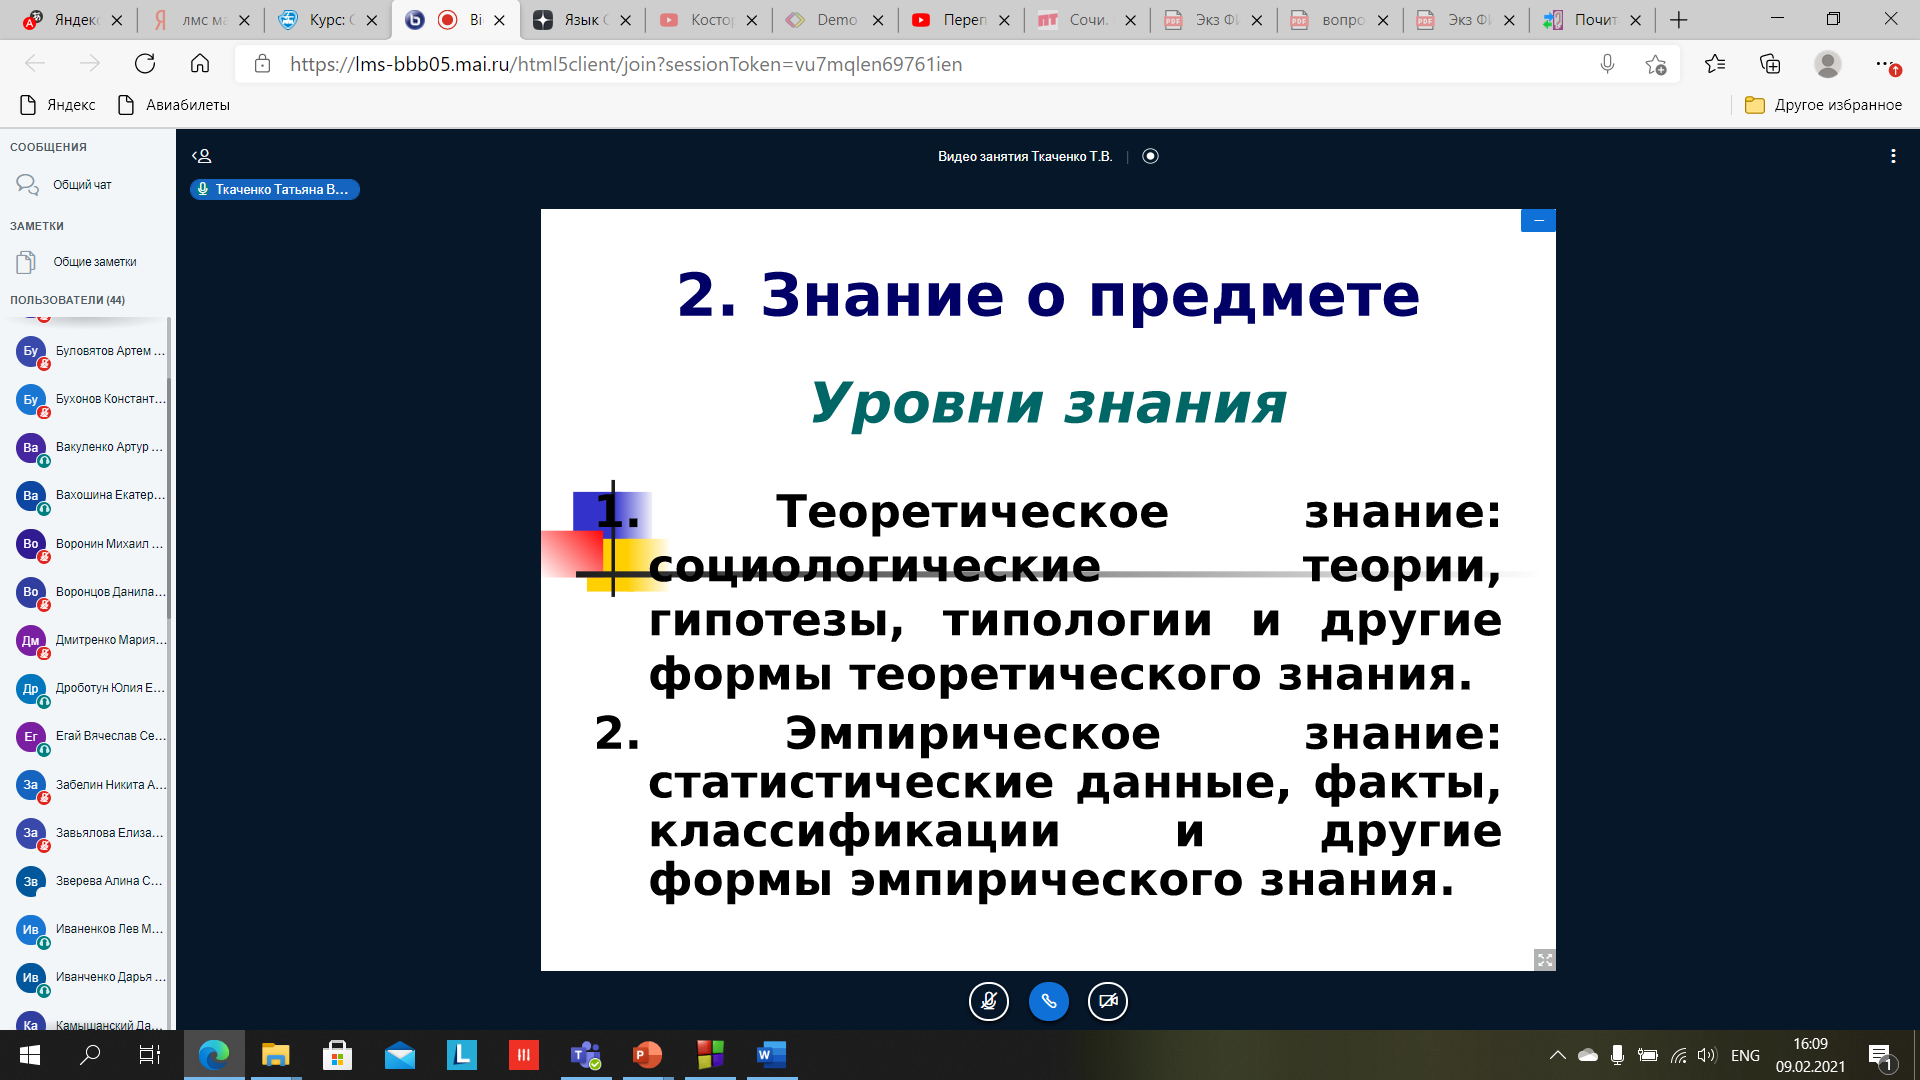 Яндекс
лмс ма
Курс: С
Bi
Язык С
Костор
Demo
Переп
Сочи.
Экз Фі
вопро
Экз Фі
Почит
https://lms-bbb05.mai.ru/html5client/join?sessionToken=vu7mqlen69761ien
Яндекс
Авиабилеты
Другое избранное
СООБЩЕНИЯ
Общий чат
ЗАМЕТКИ
Общие заметки
ПОЛЬЗОВАТЕЛИ (44)
Бу Буловятов Артем ...
Бу Бухонов Констант...
Ва Вакуленко Артур ...
Ва Вахошина Екатер...
Во Воронин Михаил ...
Во Воронцов Данила...
Дм Дмитренко Мария...
Др Дроботун Юлия Е...
Ег Егай Вячеслав Се...
За Забелин Никита А...
За Завьялова Елиза...
Зв Зверева Алина С...
Ив Иваненков Лев М...
Ив Иванченко Дарья ...
Ка Камышанский Да...
Видео занятия Ткаченко Т.В.
Ткаченко Татьяна В...
2. Знание о предмете
Уровни знания
1. Теоретическое знание:
социологические теории,
гипотезы, типологии и другие
формы теоретического знания.
2. Эмпирическое знание:
статистические данные, факты,
классификации и другие
формы эмпирического знания.
ENG
16:09
09.02.2021
1